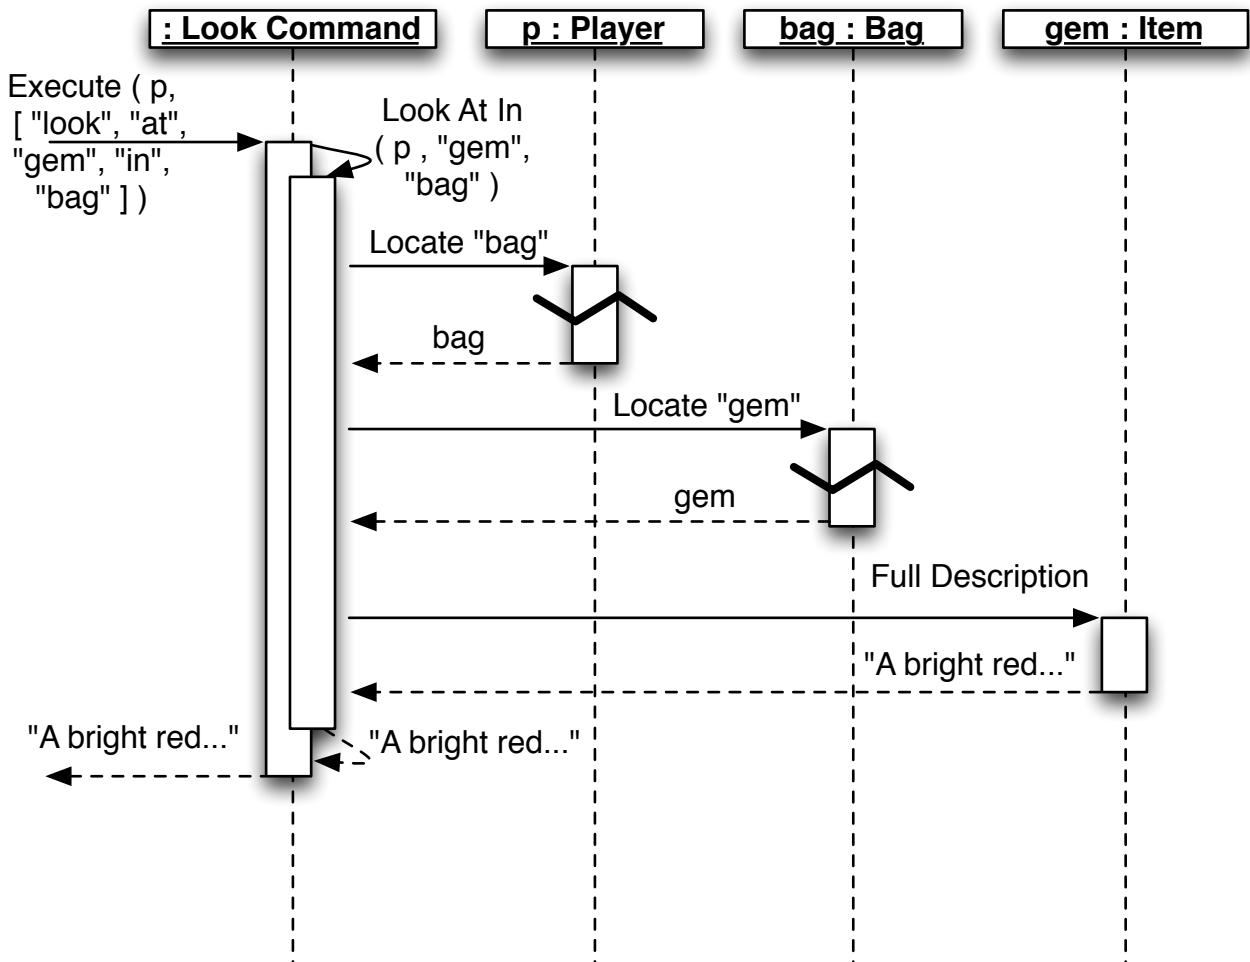 : Look Command
p : Player
bag : Bag
gem : Item
Execute ( p,
[ "look", "at",
"gem", "in",
"bag" ] )
Look At In
( p , "gem",
"bag" )
Locate "bag"
bag
Locate "gem"
gem
Full Description
"A bright red..."
"A bright red..."
"A bright red..."